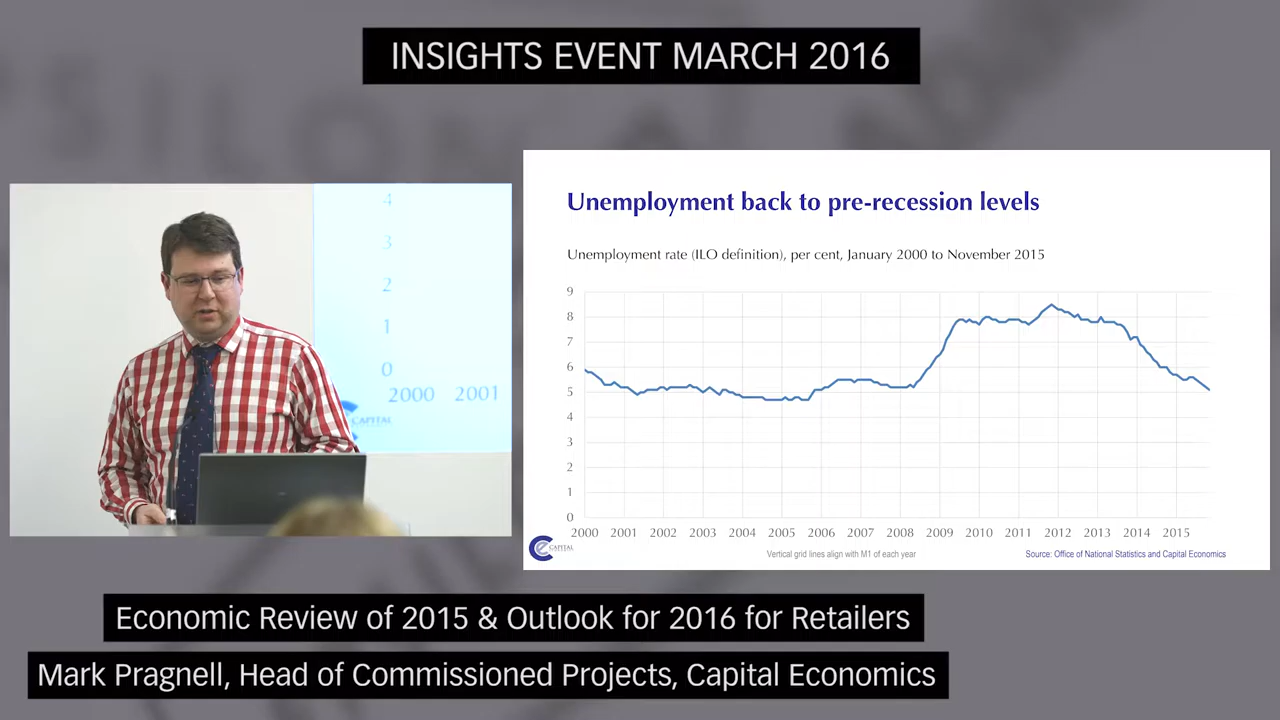 INSIGHTS EVENT MARCH 2016
4
3
2
1
0
2000 2001
CAPITAL
Unemployment back to pre-recession levels
Unemployment rate (ILO definition), per cent, January 2000 to November 2015
9
8
7
6
5
4
3
2
1
0
2000 2001 2002 2003 2004 2005 2006 2007 2008 2009 2010 2011 2012 2013 2014 2015
CAPITAL
Vertical grid lines align with M1 of each year
Source: Office of National Statistics and Capital Economics
Economic Review of 2015 & Outlook for 2016 for Retailers
Mark Pragnell, Head of Commissioned Projects, Capital Economics